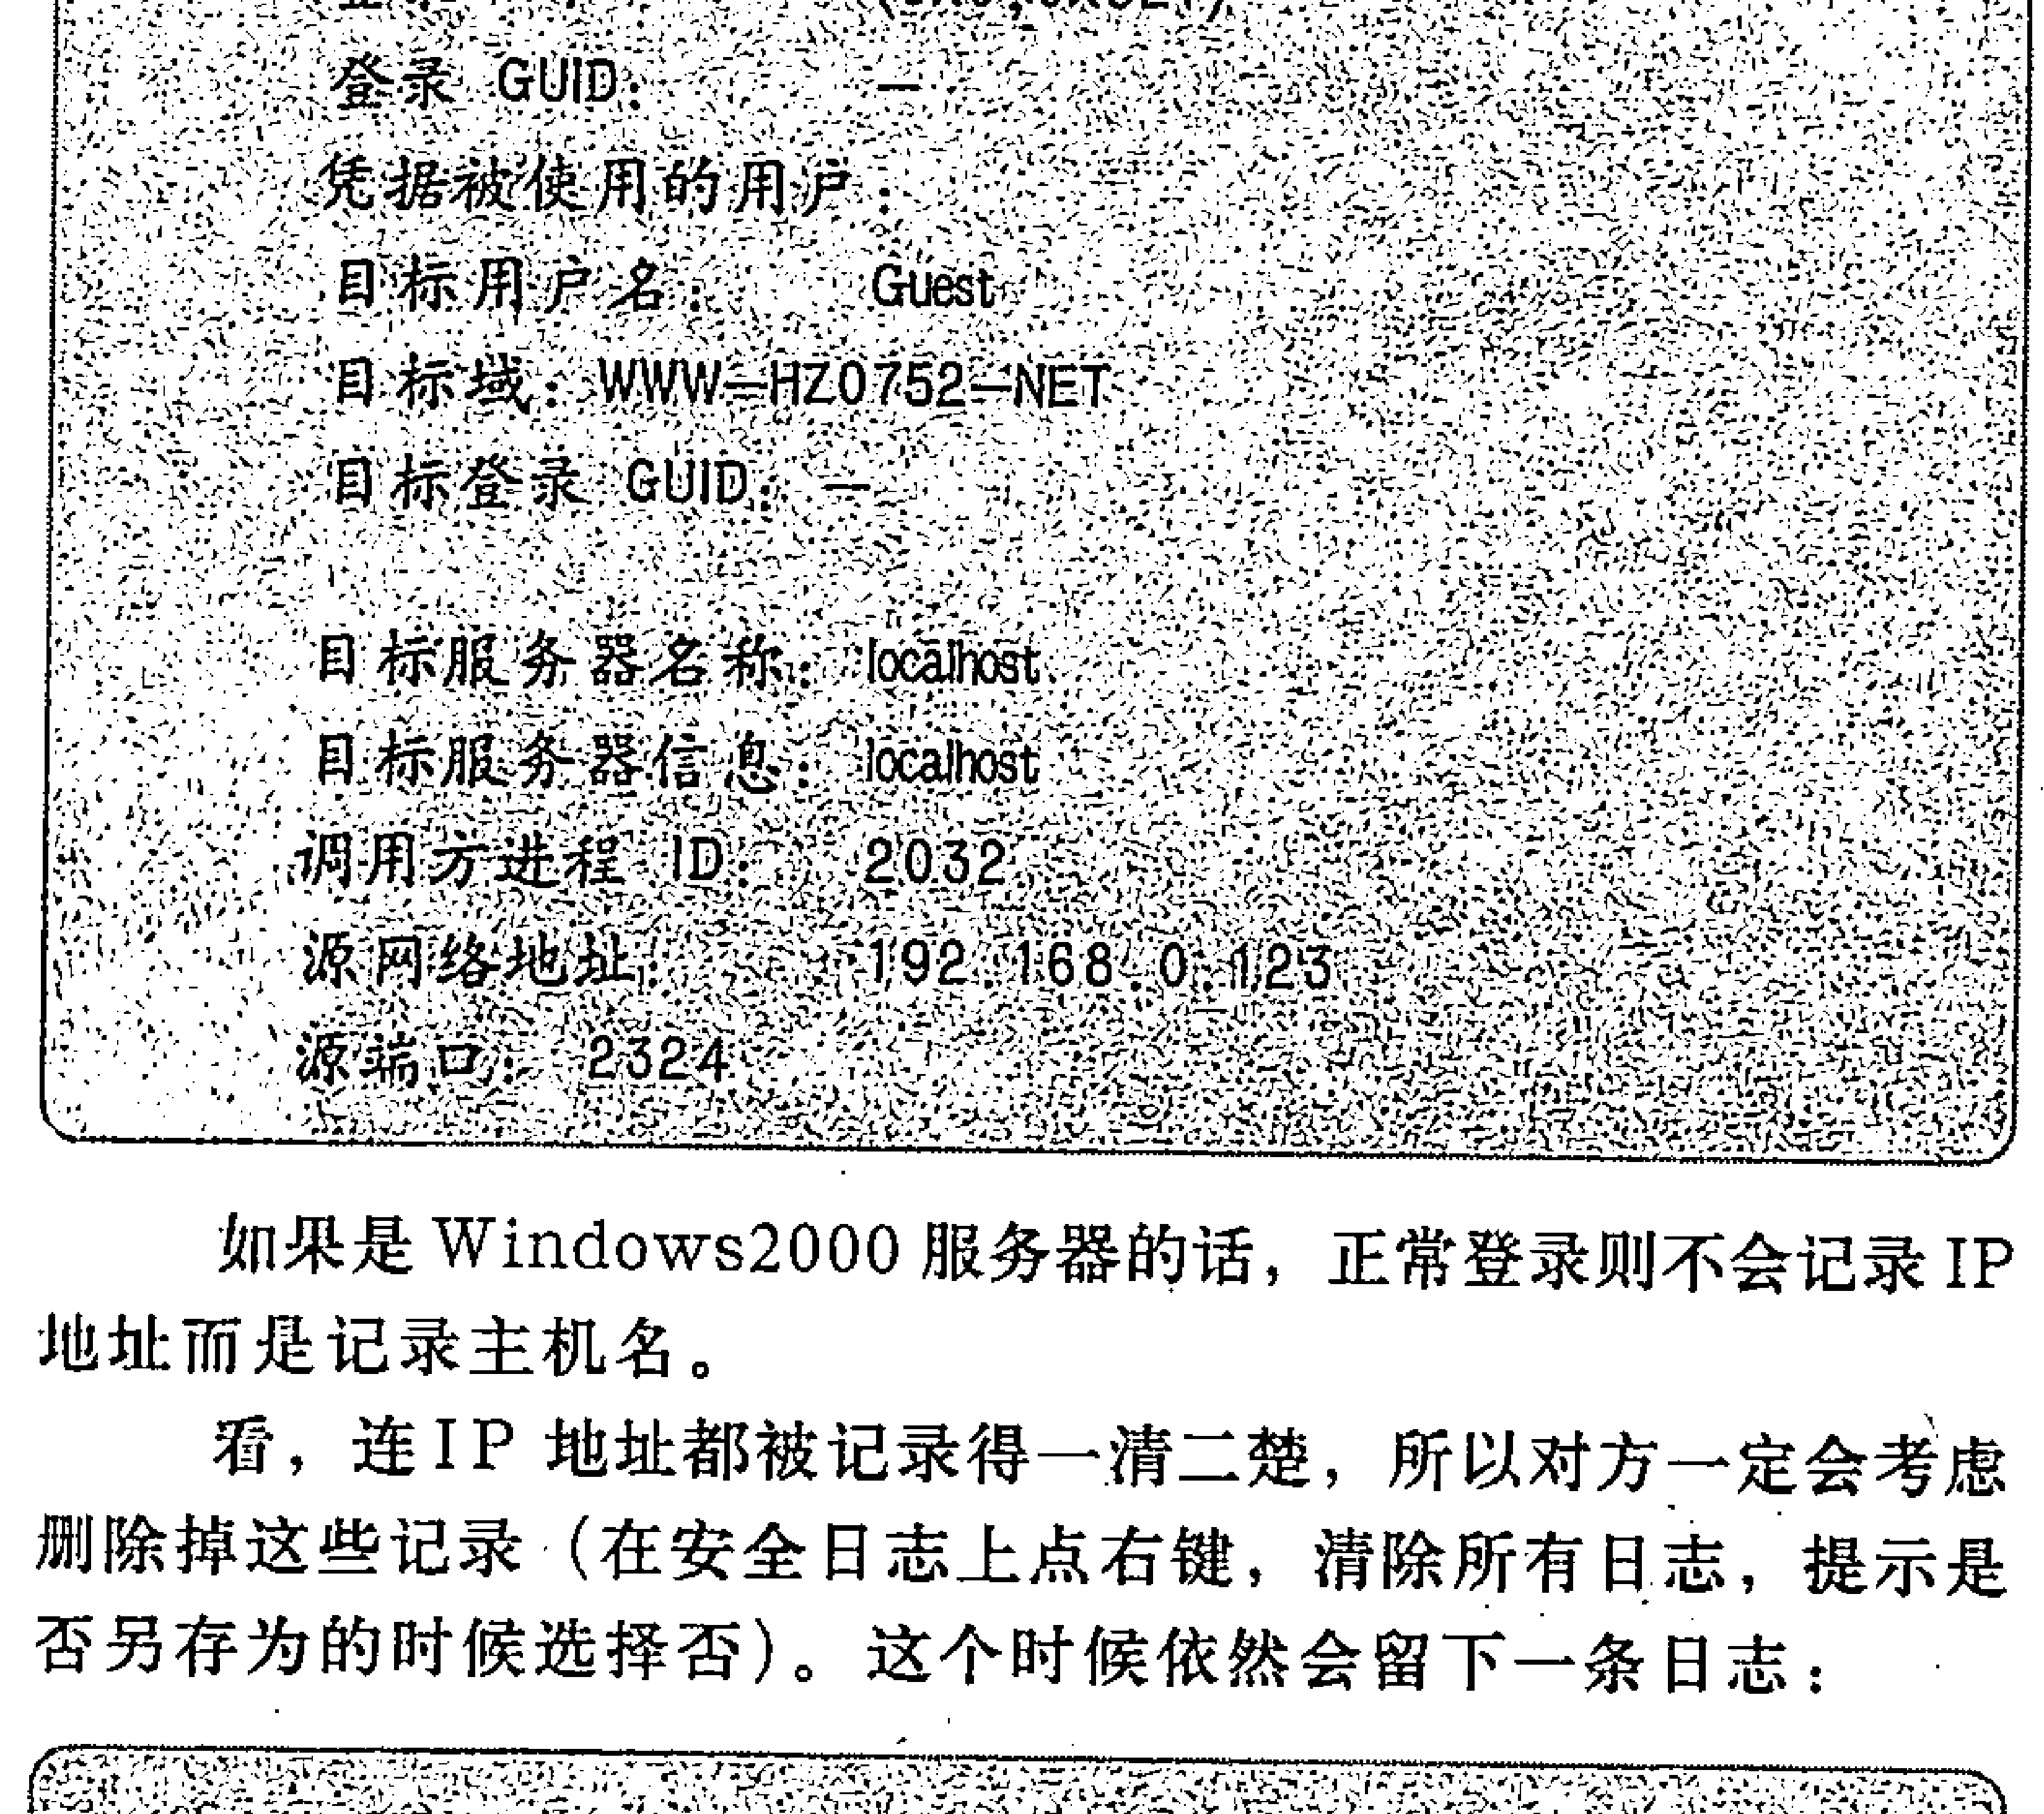 登录 GUID: —
凭据被使用的用户:
目标用户名: Guest
目标域: WWW—HZ0752—NET
目标登录 GUID: —
目标服务器名称: localhost
目标服务器信息: localhost
调用方进程 ID: 2032
源网络地址: 192.168.0.123
源端口: 2324
如果是 Windows2000 服务器的话，正常登录则不会记录 IP
地址而是记录主机名。
看，连IP 地址都被记录得一清二楚，所以对方一定会考虑
删除掉这些记录（在安全日志上点右键，清除所有日志，提示是
否另存为的时候选择否）。这个时候依然会留下一条日志：